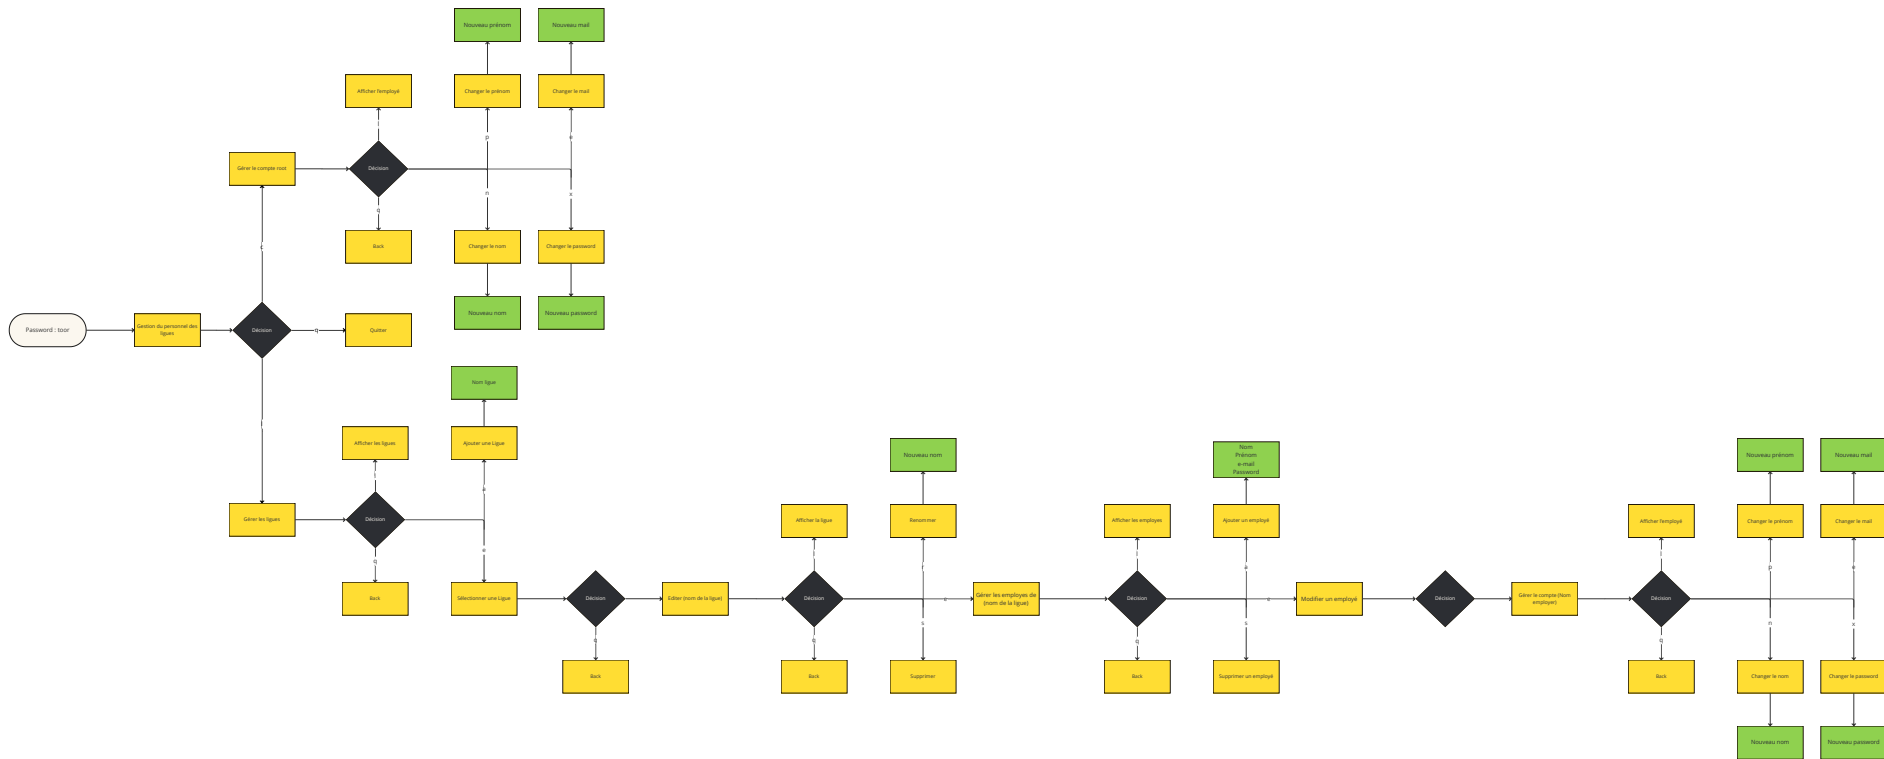 Nouveau prénom
Nouveau mail
Afficher l'employé
Changer le prénom
Changer le mail
l
p
e
Gérer le compte root
Décision
q
n
x
Back
Changer le nom
Changer le password
Nouveau nom
Nouveau password
c
Password : toor
Gestion du personnel des
ligues
Décision
q
Quitter
l
Nom ligue
Afficher les ligues
Ajouter une Ligue
l
a
Gérer les ligues
Décision
q
e
Back
Sélectionner une Ligue
Décision
q
Back
Editer (nom de la ligue)
Nouveau nom
Afficher la ligue
Renommer
l
r
Décision
e
q
s
Back
Supprimer
Gérer les employes de
(nom de la ligue)
Nom
Prénom
e-mail
Password
Afficher les employes
Ajouter un employé
l
a
Décision
e
q
s
Back
Supprimer un employé
Modifier un employé
Décision
Gérer le compte (Nom
employer)
Nouveau prénom
Nouveau mail
Afficher l'employé
Changer le prénom
Changer le mail
l
p
e
Décision
q
n
x
Back
Changer le nom
Changer le password
Nouveau nom
Nouveau password